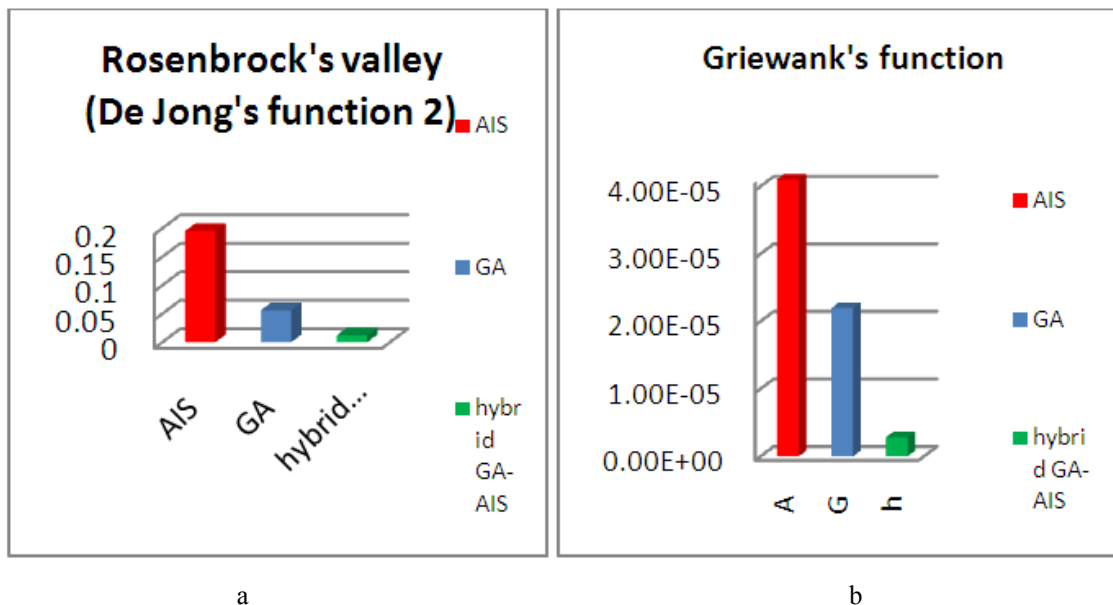 Rosenbrock's valley
(De Jong's function 2)
0.2
0.15
0.1
0.05
0
AIS
GA
hybrid...
AIS
GA
hybr
id
GA-
AIS
Griewank's function
4.00E-05
3.00E-05
2.00E-05
1.00E-05
0.00E+00
A
G
h
AIS
GA
hybri
d GA-
AIS
a
b